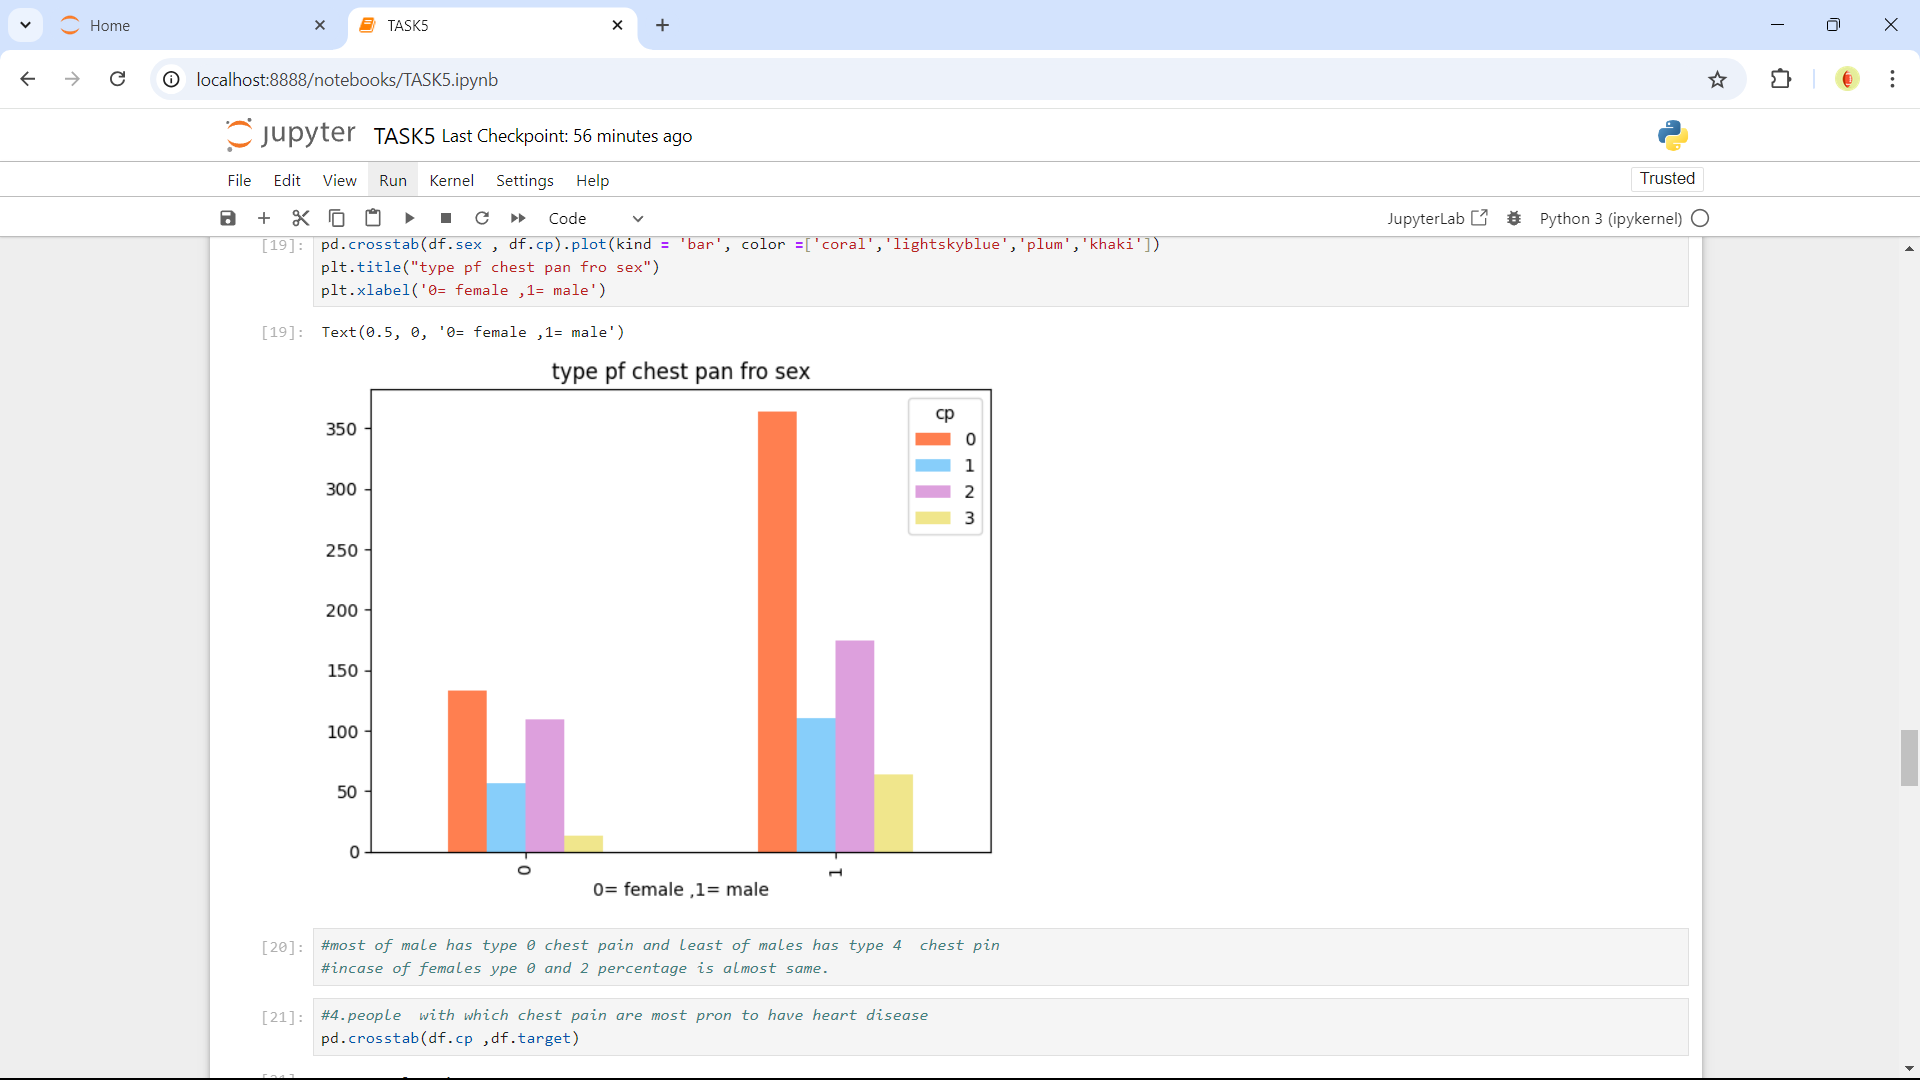 Home
TASK5
localhost:8888/notebooks/TASK5.ipynb
jupyter TASK5 Last Checkpoint: 56 minutes ago
File Edit View Run Kernel Settings Help
Trusted
Code
JupyterLab
Python 3 (ipykernel)
[19]: pd.crosstab(df.sex , df.cp).plot(kind = 'bar', color =['coral','lightskyblue','plum','khaki'])
plt.title("type pf chest pan fro sex")
plt.xlabel('0= female ,1= male')
[19]: Text(0.5, 0, '0= female ,1= male')
type pf chest pan fro sex
cp
0
1
2
3
350
300
250
200
150
100
50
0
0 1
0= female ,1= male
[20]: #most of male has type 0 chest pain and least of males has type 4  chest pin
#incase of females ype 0 and 2 percentage is almost same.
[21]: #4.people  with which chest pain are most pron to have heart disease
pd.crosstab(df.cp ,df.target)